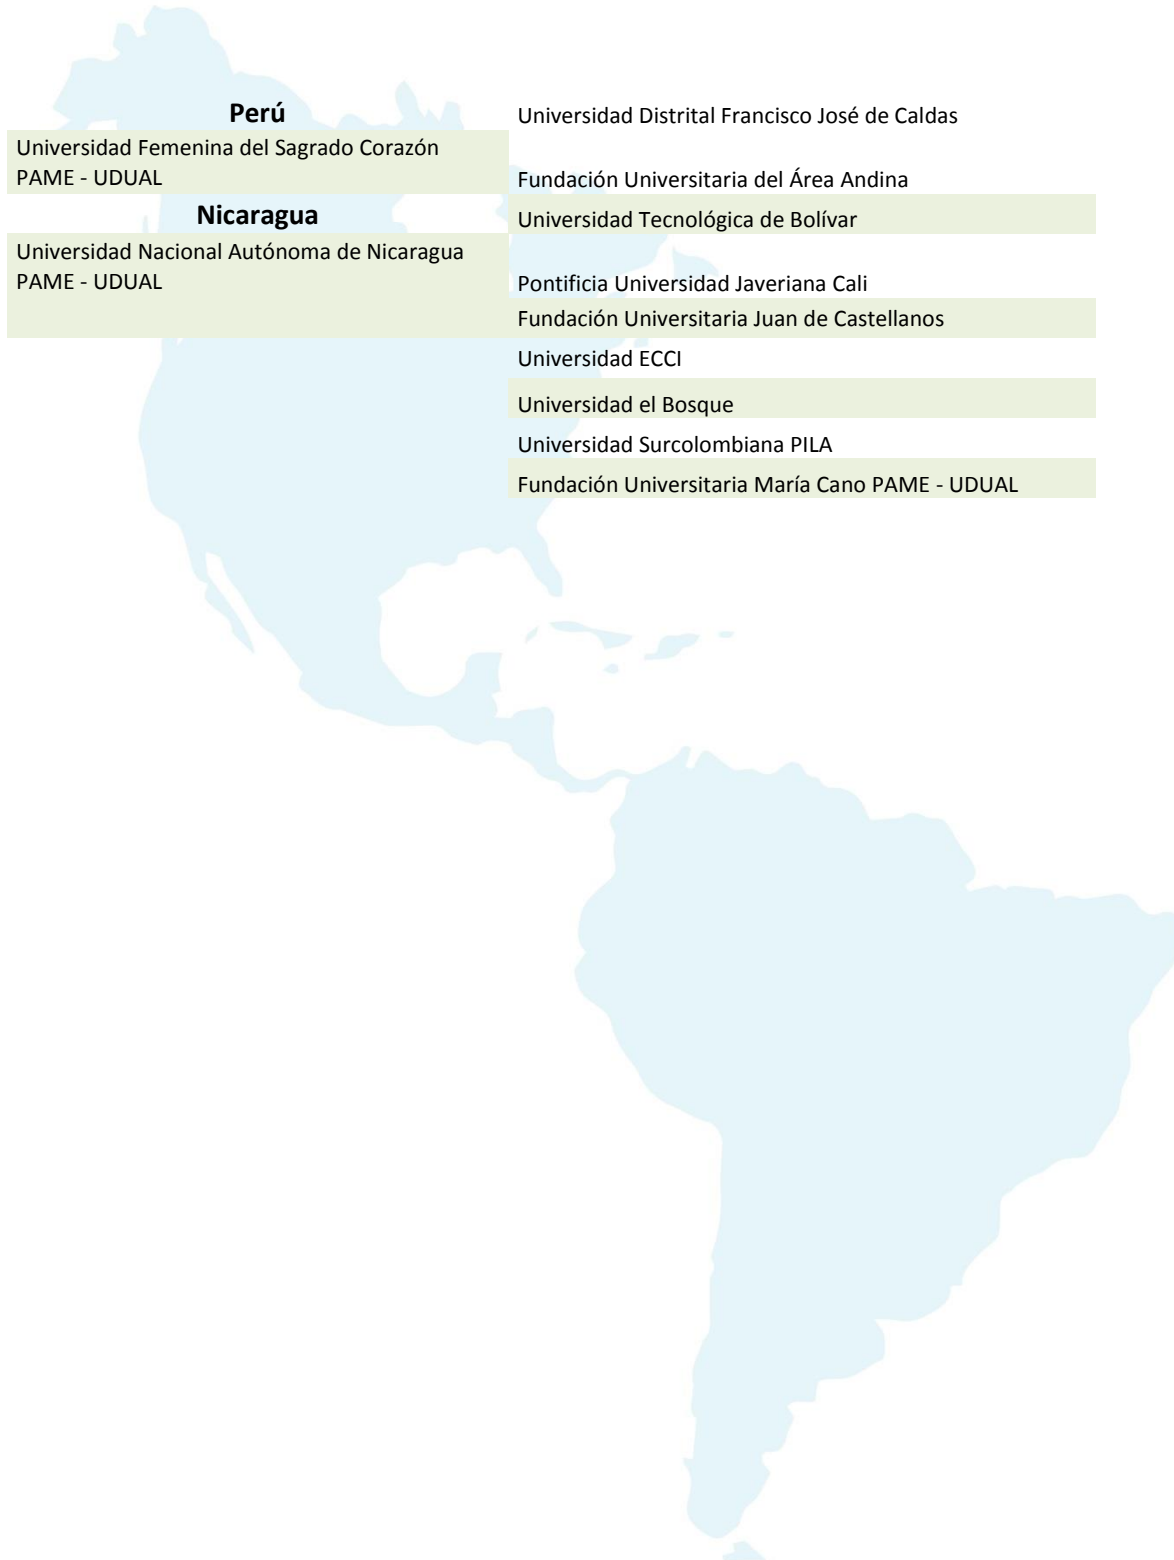 Perú
Universidad Femenina del Sagrado Corazón
PAME - UDUAL
Nicaragua
Universidad Nacional Autónoma de Nicaragua
PAME - UDUAL
Universidad Distrital Francisco José de Caldas
Fundación Universitaria del Área Andina
Universidad Tecnológica de Bolívar
Pontificia Universidad Javeriana Cali
Fundación Universitaria Juan de Castellanos
Universidad ECCI
Universidad el Bosque
Universidad Surcolombiana PILA
Fundación Universitaria María Cano PAME - UDUAL